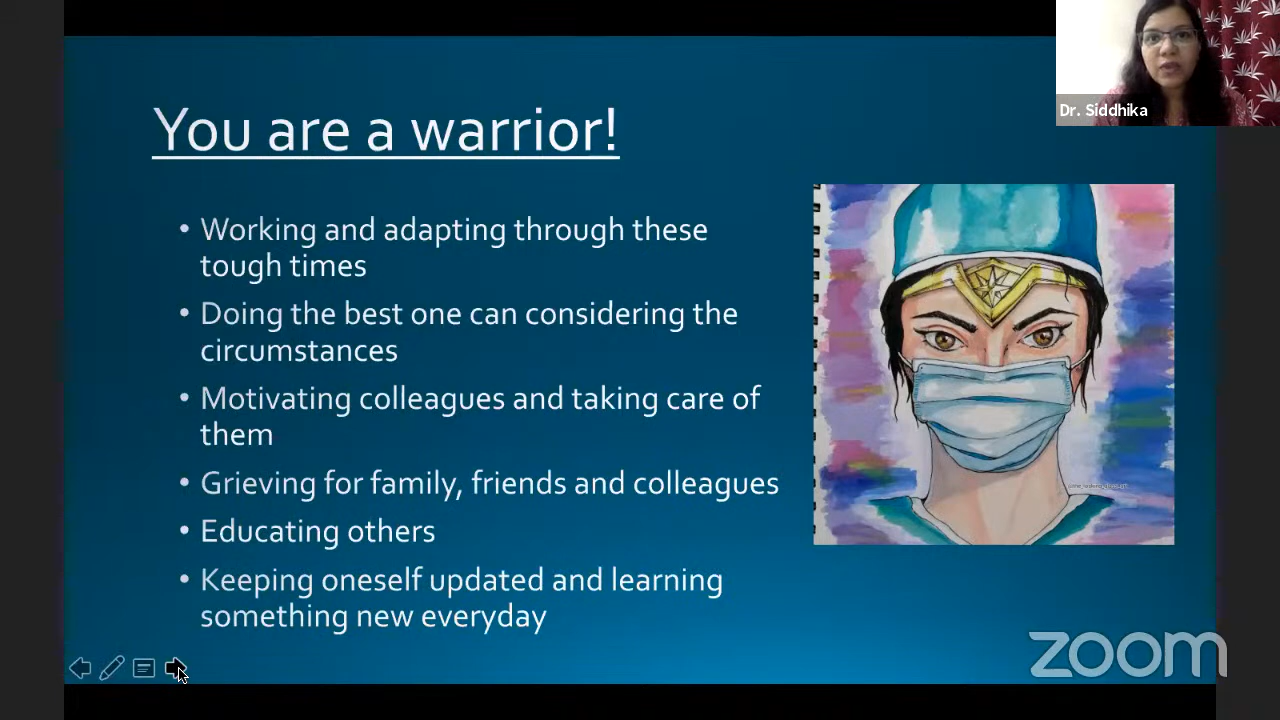 Dr. Siddhika
You are a warrior!
• Working and adapting through these
tough times
• Doing the best one can considering the
circumstances
• Motivating colleagues and taking care of
them
• Grieving for family, friends and colleagues
• Educating others
• Keeping oneself updated and learning
something new everyday
zoom